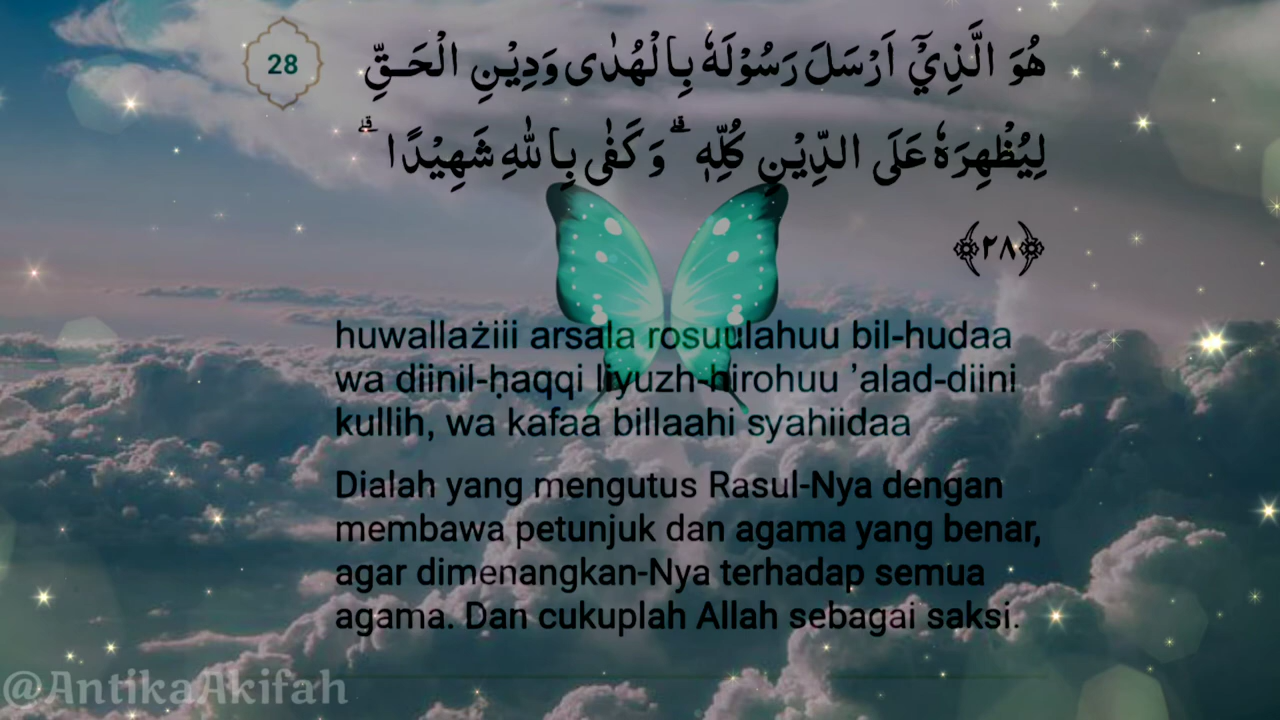 28
هُوَ الَّذِيْٓ اَرْسَلَ رَسُوْلَهٗ بِالْهُدٰى وَدِيْنِ الْحَقِّ
لِيُظْهِرَهٗ عَلَى الدِّيْنِ كُلِّهٖ ۗ وَكَفٰى بِاللّٰهِ شَهِيْدًا ۗ
﴿٢٨﴾
huwallażiii arsala rosuulahuu bil-hudaa
wa diinil-ḥaqqi liyuzh-hirohuu 'alad-diini
kullih, wa kafaa billaahi syahiidaa
Dialah yang mengutus Rasul-Nya dengan
membawa petunjuk dan agama yang benar,
agar dimenangkan-Nya terhadap semua
agama. Dan cukuplah Allah sebagai saksi.
@AntikaAkifah